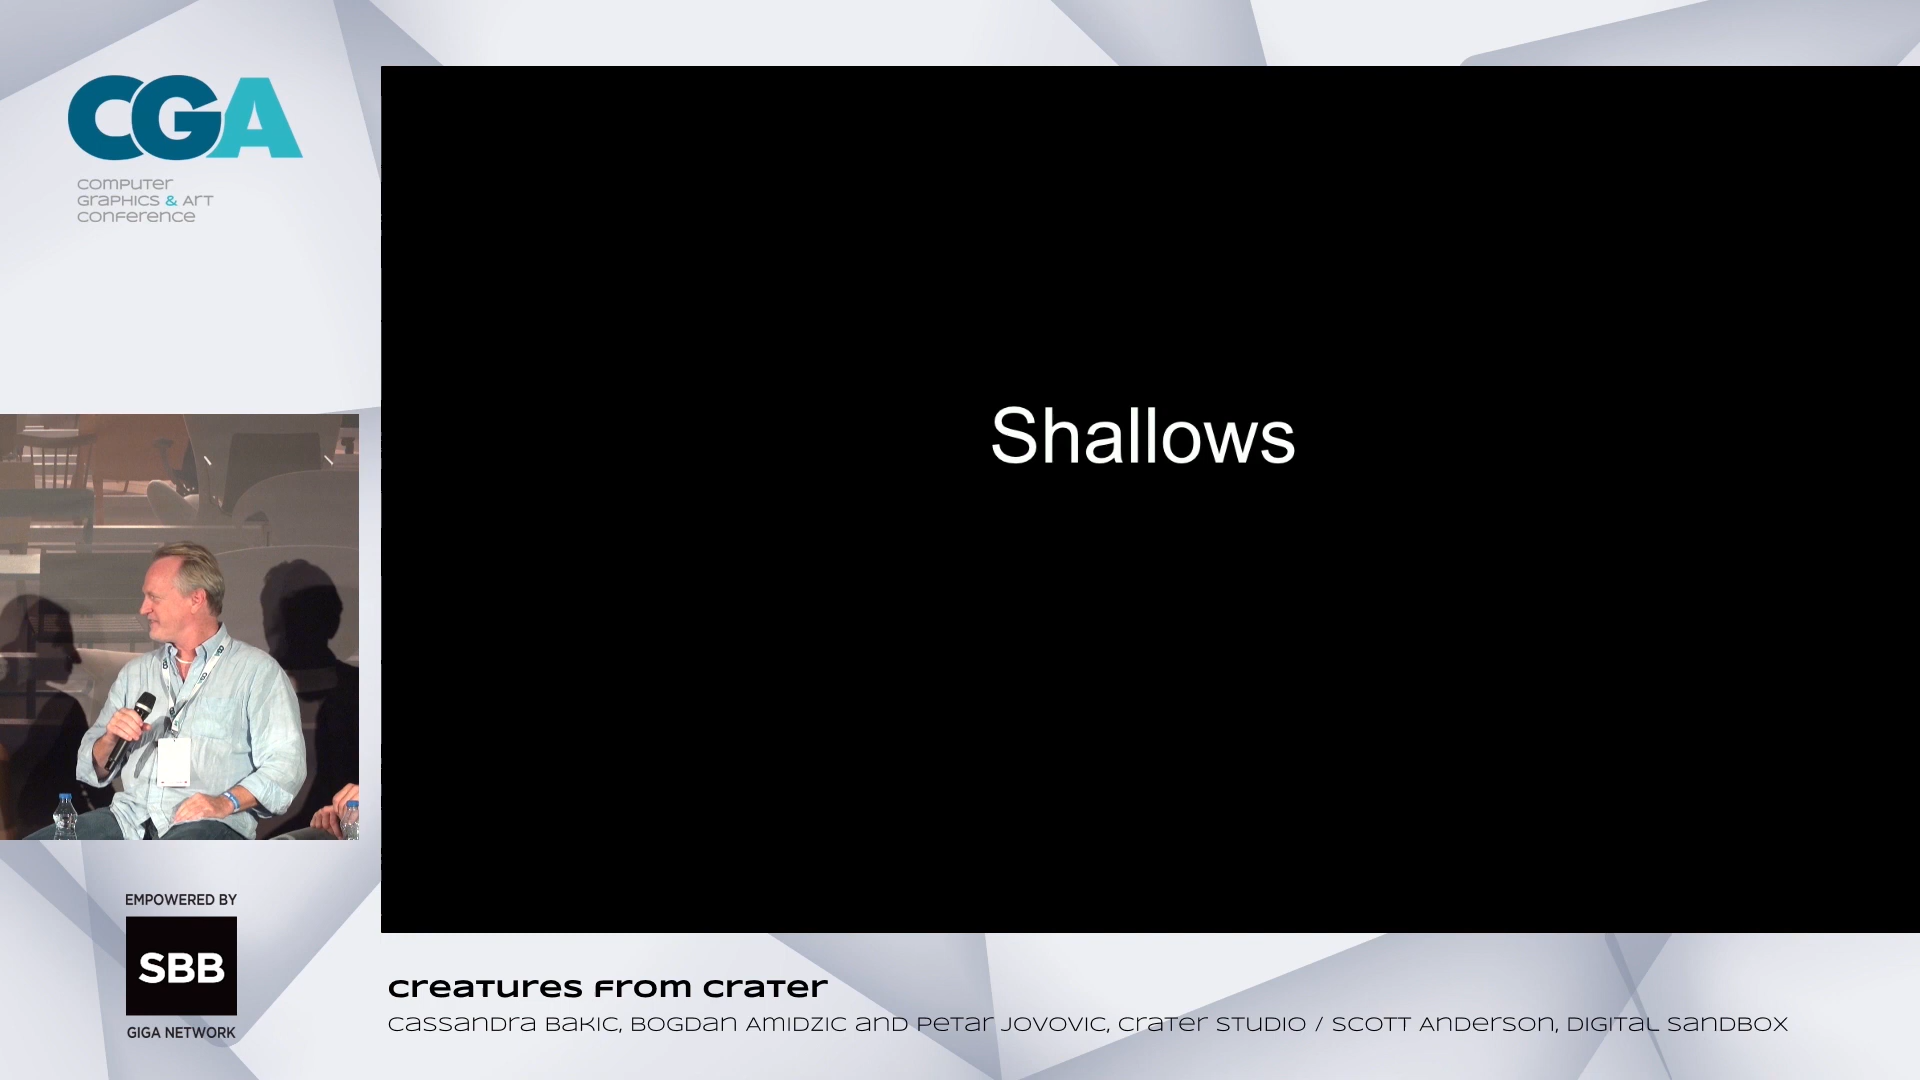 CGA
computer
Graphics & Art
conference
Shallows
EMPOWERED BY
SBB
GIGA NETWORK
creatures from crater
cassandra Bakic, Bogdan Amidzic and Petar Jovovic, crater studio / scott Anderson, Digital sandbox